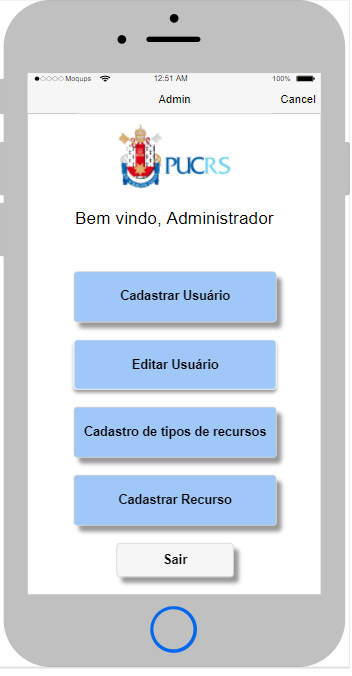 Moqups 12:51 AM 100%
Admin Cancel
PUCRS
Bem vindo, Administrador
Cadastrar Usuário
Editar Usuário
Cadastro de tipos de recursos
Cadastrar Recurso
Sair